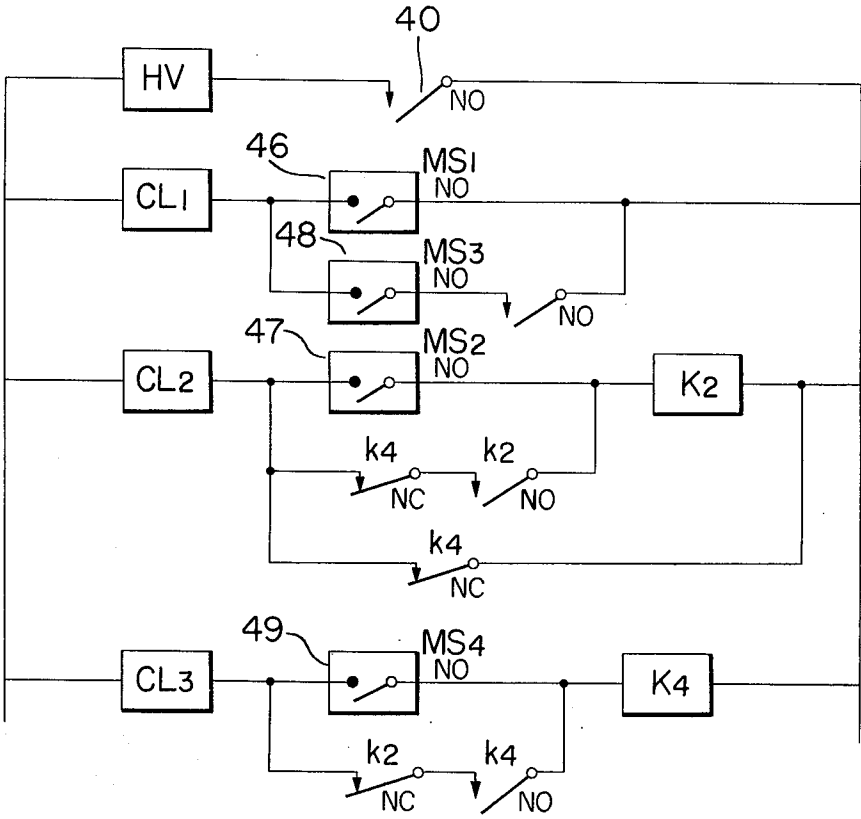 40
HV
NO
46
MS1
NO
CL1
48
MS3
NO
NO
47
MS2
NO
CL2
K2
k4
k2
NC
NO
k4
NC
49
MS4
NO
CL3
K4
k2
k4
NC
NO